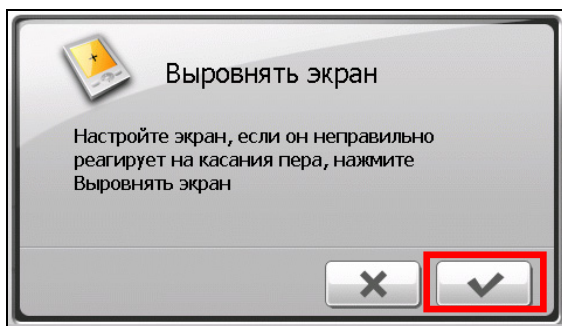 Выровнять экран
Настройте экран, если он неправильно
реагирует на касания пера, нажмите
Выровнять экран